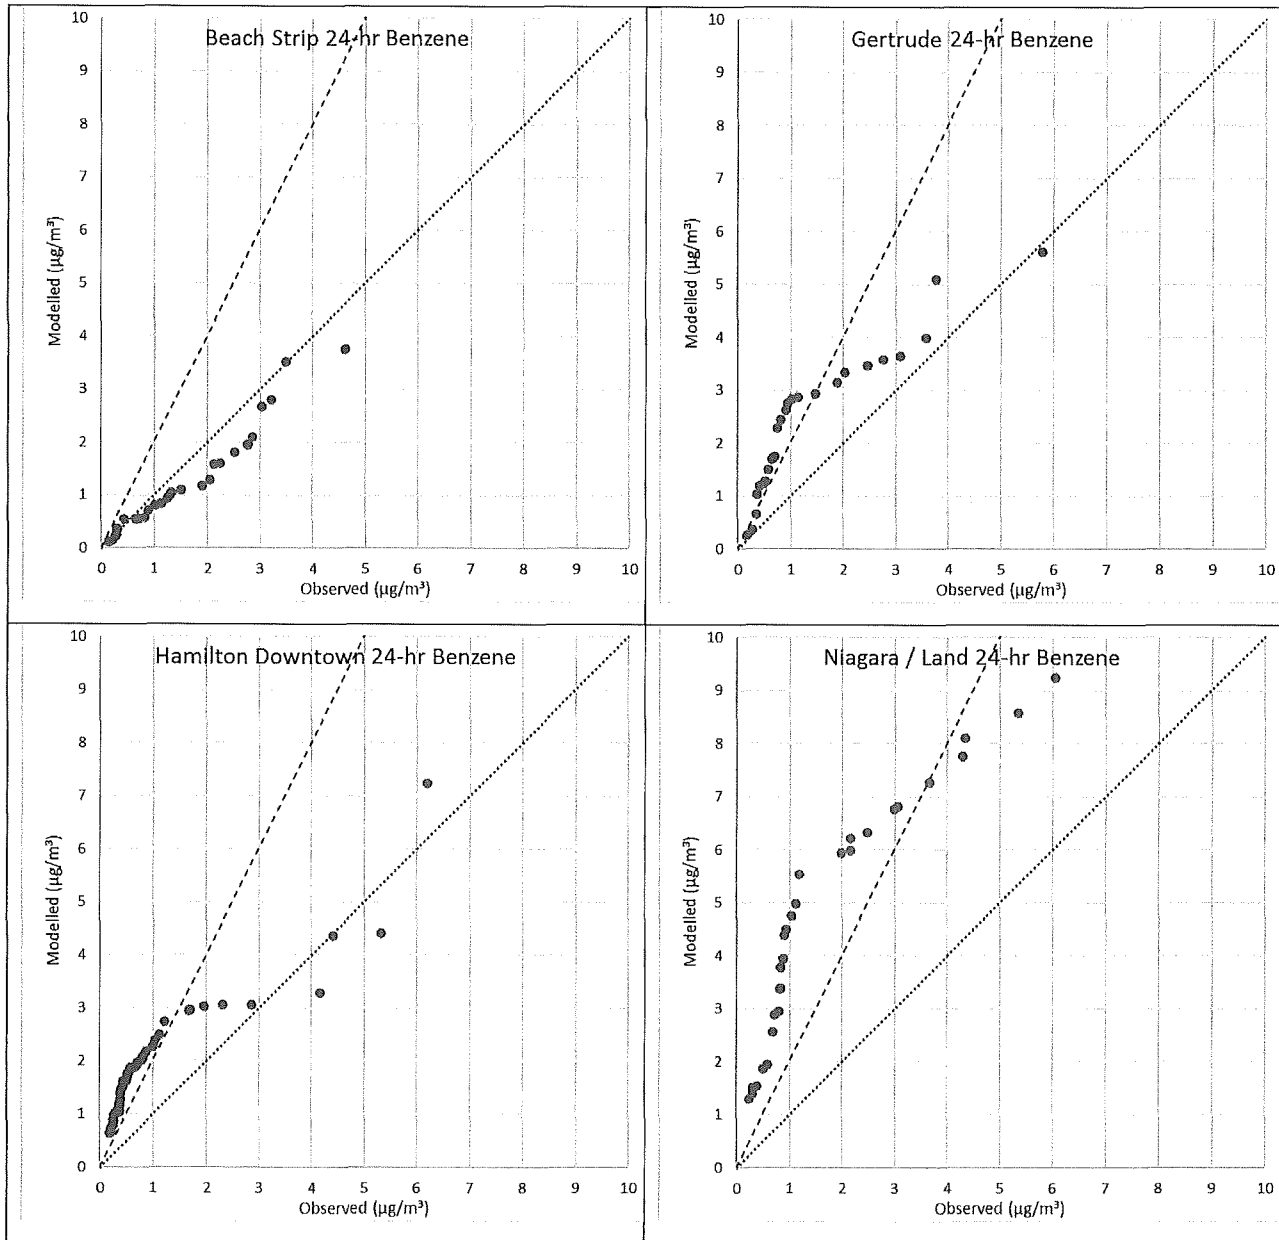 Beach Strip 24-hr Benzene
10
9
8
7
6
5
4
3
2
1
0
Modelled (µg/m³)
0 1 2 3 4 5 6 7 8 9 10
Observed (µg/m³)
Gertrude 24-hr Benzene
10
9
8
7
6
5
4
3
2
1
0
Modelled (µg/m³)
0 1 2 3 4 5 6 7 8 9 10
Observed (µg/m³)
Hamilton Downtown 24-hr Benzene
10
9
8
7
6
5
4
3
2
1
0
Modelled (µg/m³)
0 1 2 3 4 5 6 7 8 9 10
Observed (µg/m³)
Niagara / Land 24-hr Benzene
10
9
8
7
6
5
4
3
2
1
0
Modelled (µg/m³)
0 1 2 3 4 5 6 7 8 9 10
Observed (µg/m³)